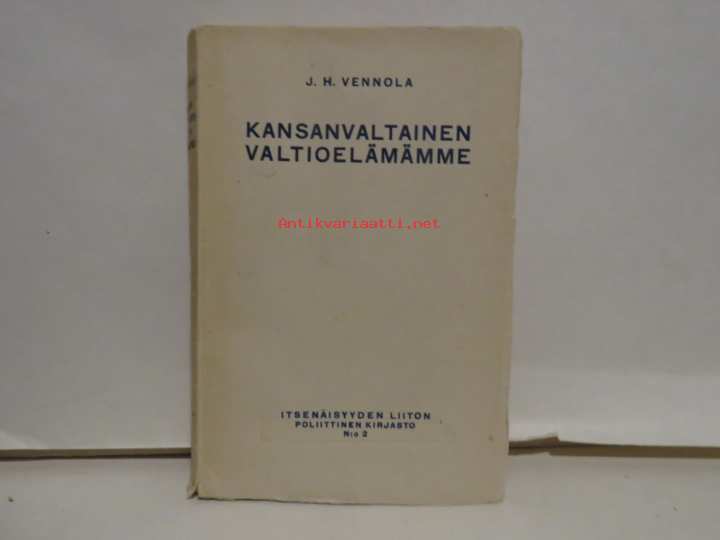 J. H. VENNOLA
KANSANVALTAINEN
VALTIOELÄMÄMME
Antikvariaatti.net
ITSENÄISYYDEN LIITON
POLIITTINEN KIRJASTO
N:o 2